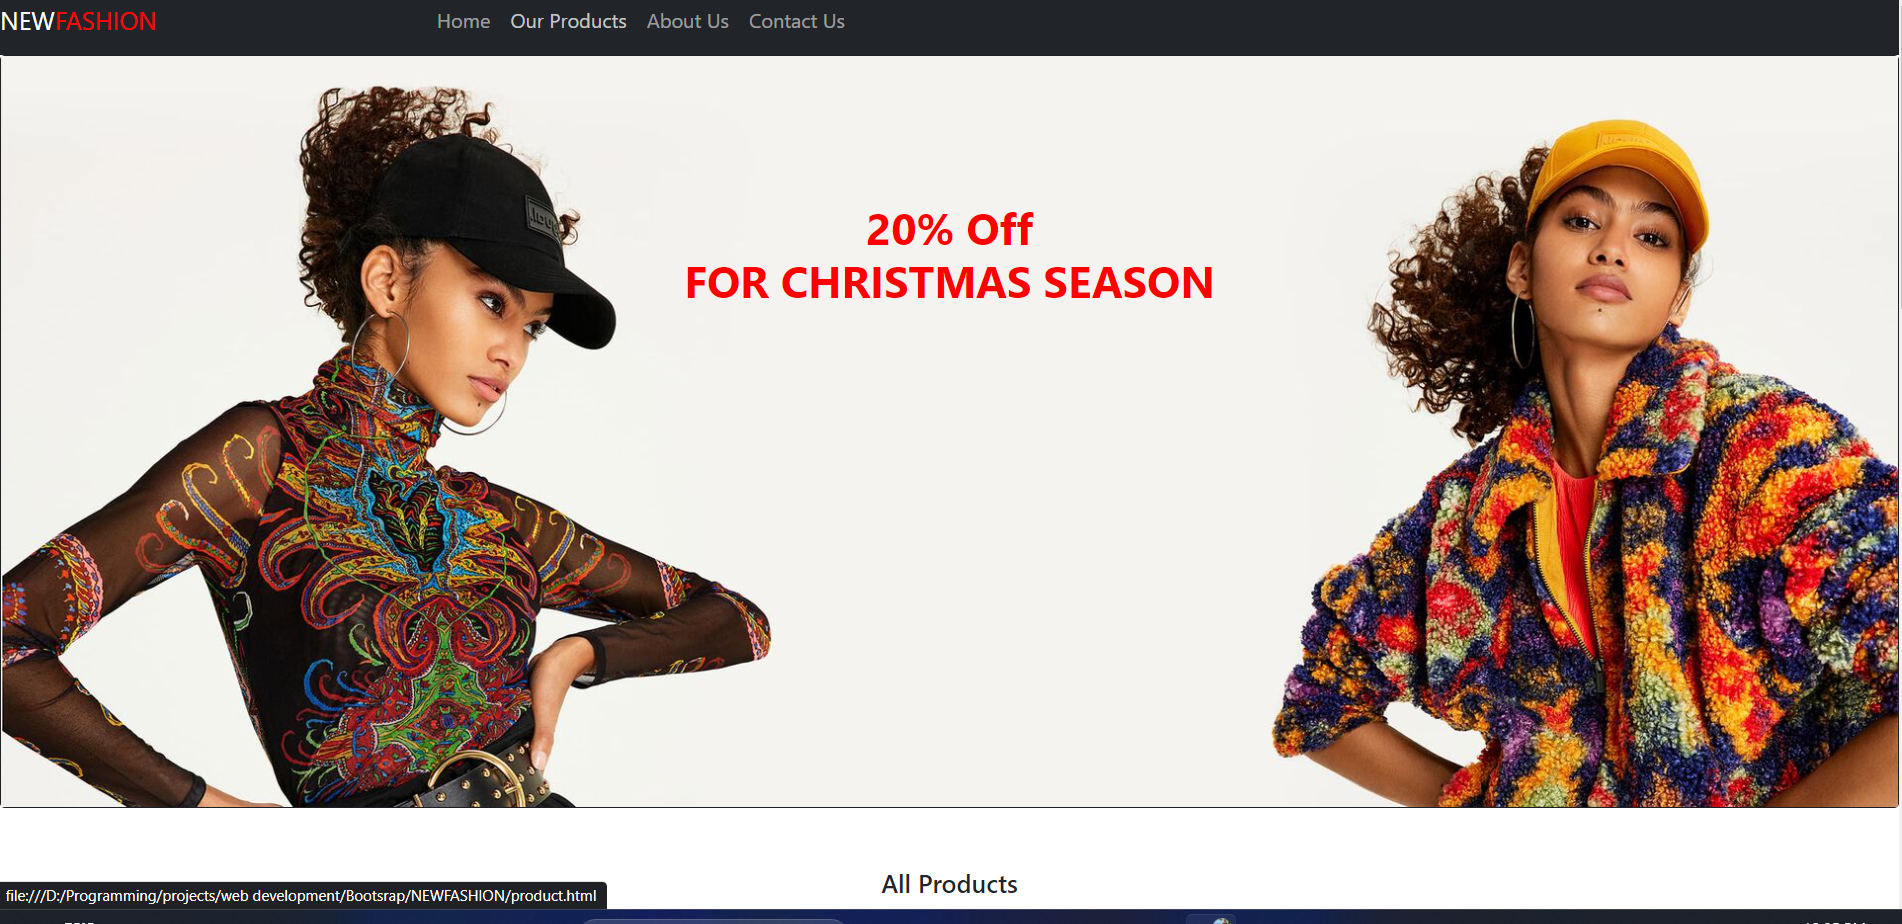 NEWFASHION Home Our Products About Us Contact Us
20% Off
FOR CHRISTMAS SEASON
All Products
file:///D:/Programming/projects/web development/Bootsrap/NEWFASHION/product.html